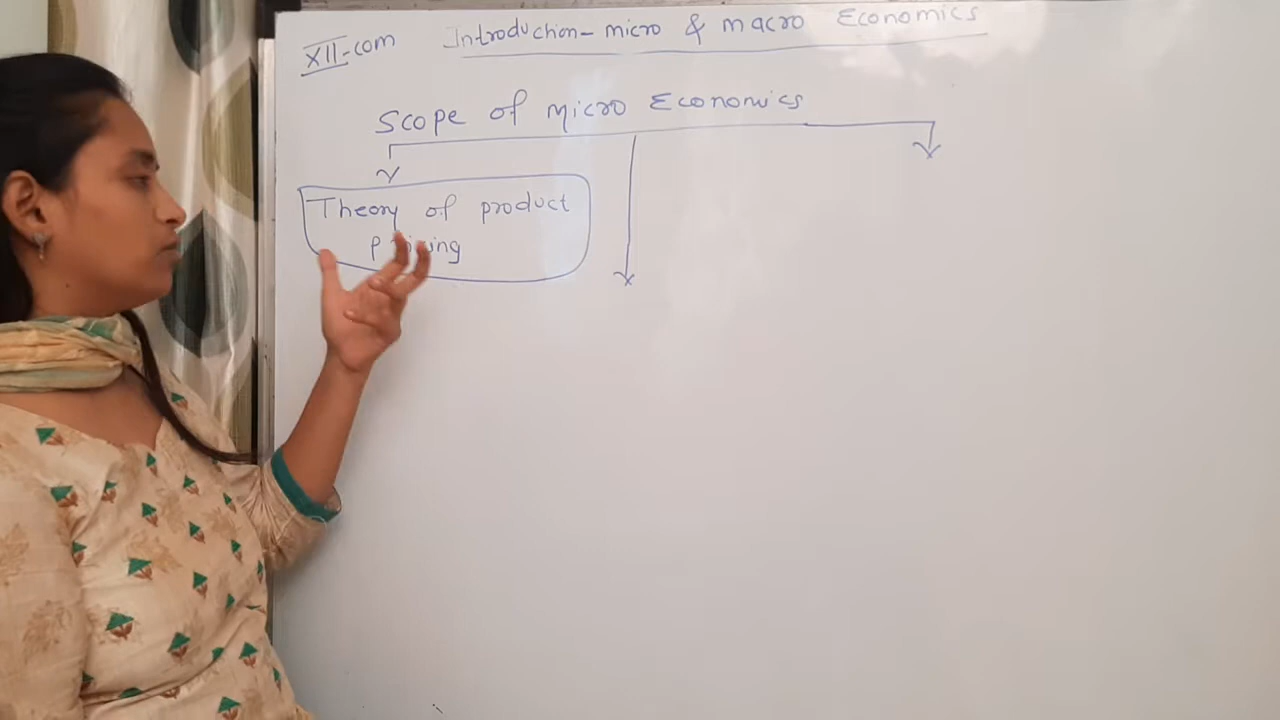 XII-com Introduction- micro & macro Economics
Scope of micro Economics
Theory of product